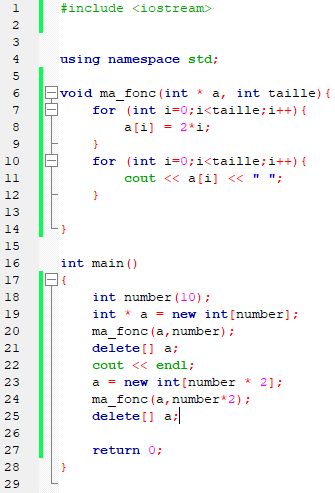 1 #include <iostream>
2
3
4 using namespace std;
5
6 void ma_fonc(int * a, int taille){
7 for (int i=0;i<taille;i++){
8 a[i] = 2*i;
9 }
10 for (int i=0;i<taille;i++){
11 cout << a[i] << " ";
12 }
13
14 }
15
16 int main()
17 {
18 int number(10);
19 int * a = new int[number];
20 ma_fonc(a,number);
21 delete[] a;
22 cout << endl;
23 a = new int[number * 2];
24 ma_fonc(a,number*2);
25 delete[] a;
26
27 return 0;
28 }
29